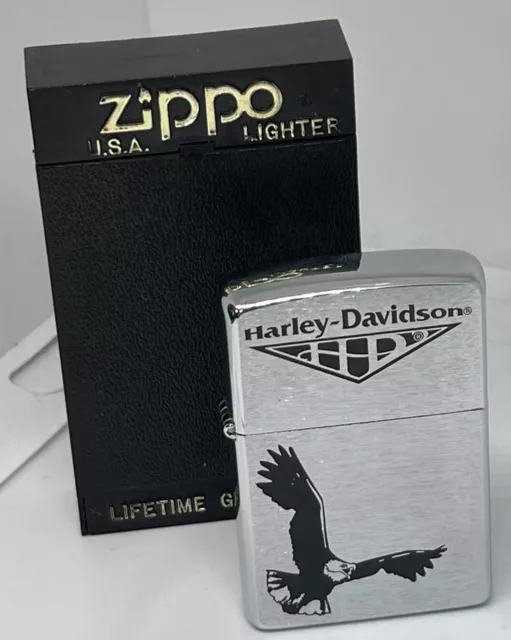 Zippo
U.S.A. LIGHTER
LIFETIME G
Harley-Davidson®
HD®